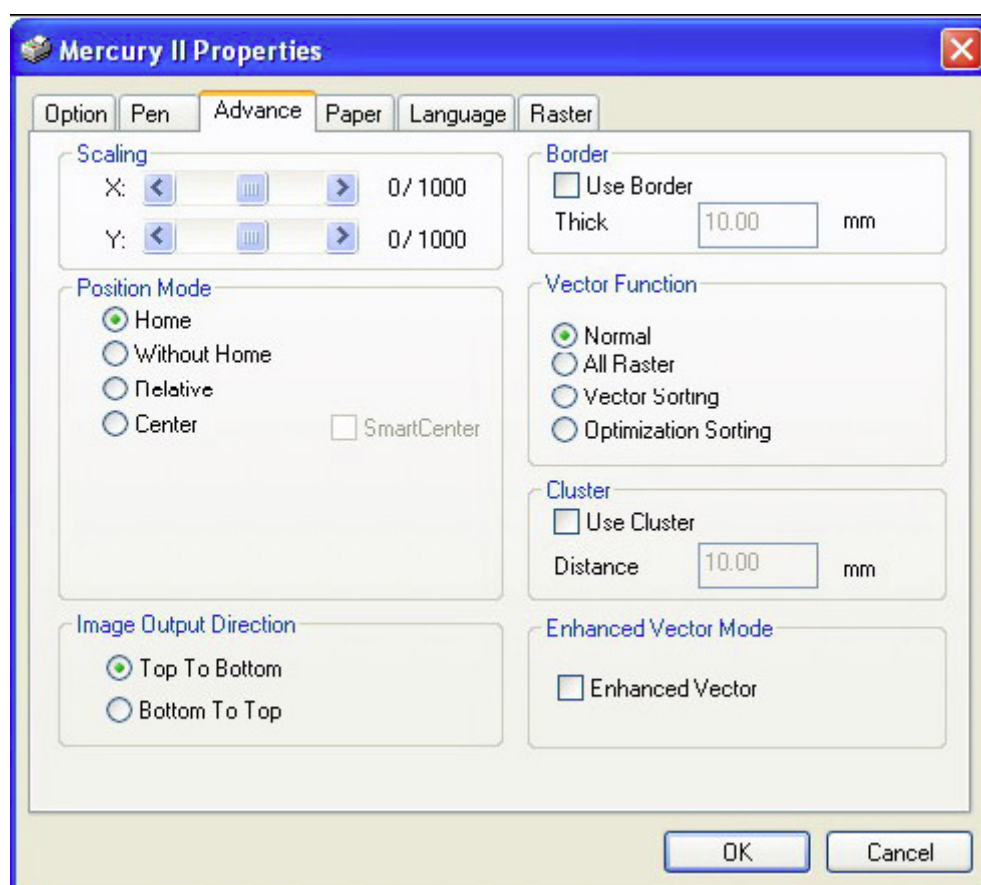 Mercury II Properties
Option Pen Advance Paper Language Raster
Scaling
X: 0/ 1000
Y: 0/ 1000
Position Mode
Home
Without Home
Relative
Center SmartCenter
Image Output Direction
Top To Bottom
Bottom To Top
Border
Use Border
Thick 10.00 mm
Vector Function
Normal
All Raster
Vector Sorting
Optimization Sorting
Cluster
Use Cluster
Distance 10.00 mm
Enhanced Vector Mode
Enhanced Vector
OK Cancel